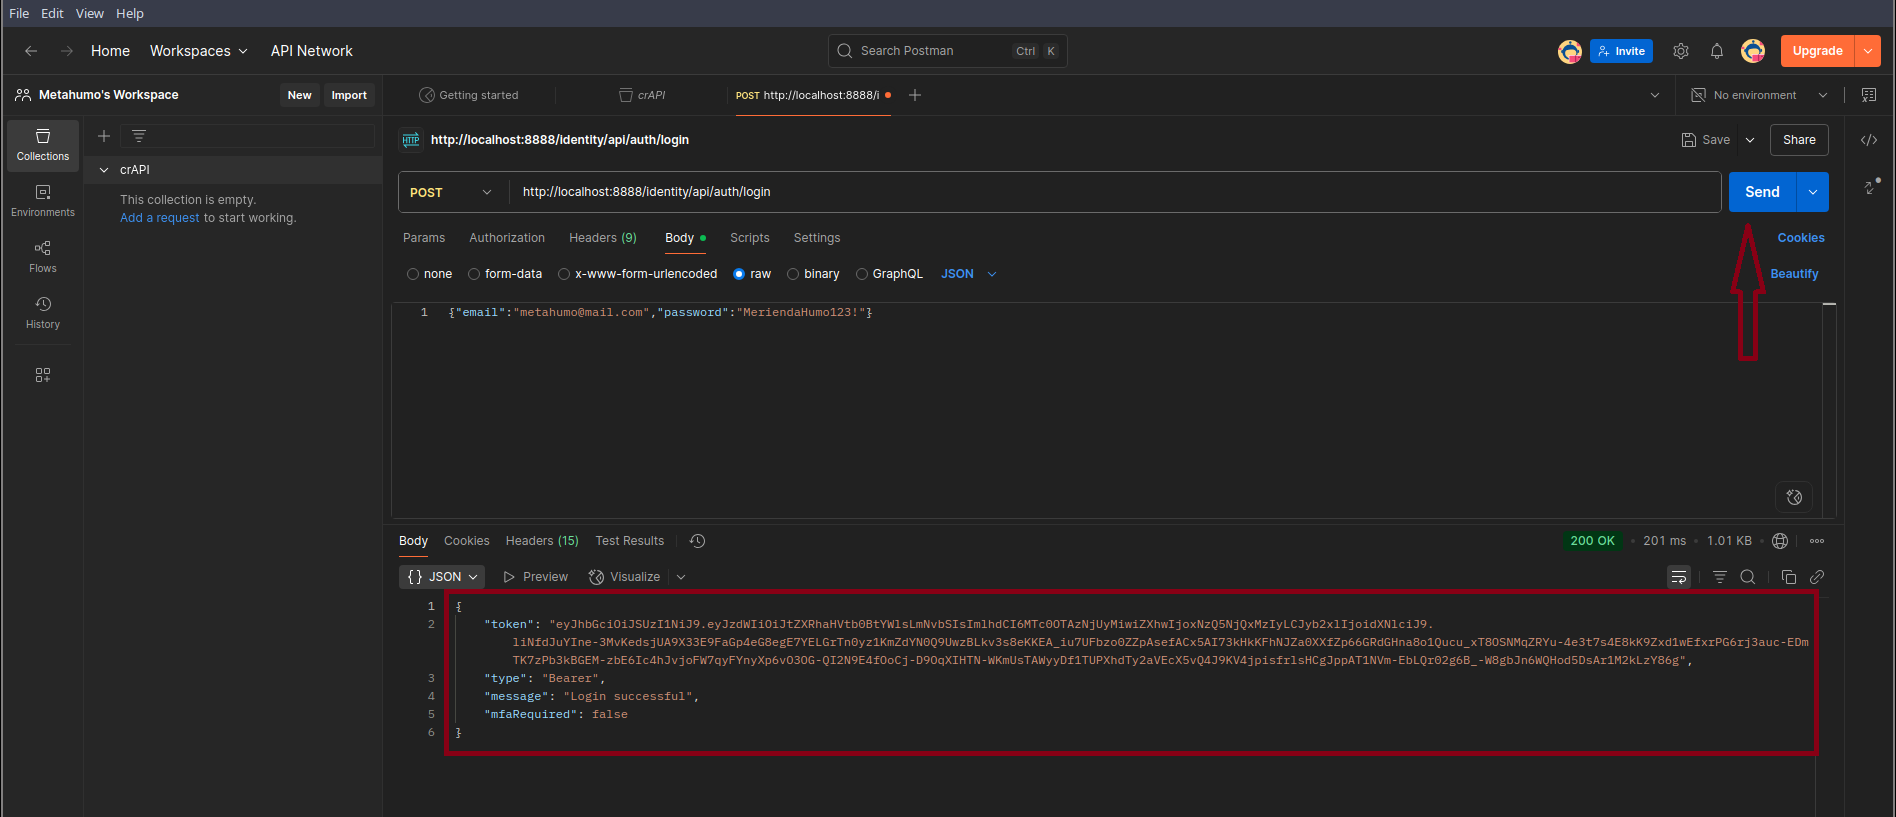 File Edit View Help
Home Workspaces API Network
Search Postman Ctrl K
Invite
Upgrade
Metahumo's Workspace New Import
Getting started
crAPI
POST http://localhost:8888/i
No environment
Collections
Environments
Flows
History
crAPI
This collection is empty.
Add a request to start working.
HTTP http://localhost:8888/identity/api/auth/login
Save Share
POST http://localhost:8888/identity/api/auth/login
Send
Params Authorization Headers (9) Body Scripts Settings Cookies
none form-data x-www-form-urlencoded raw binary GraphQL JSON Beautify
1 {"email":"metahumo@mail.com","password":"MeriendaHumo123!"}
Body Cookies Headers (15) Test Results
200 OK • 201 ms • 1.01 KB
{} JSON Preview Visualize
1 {
2 "token": "eyJhbGciOiJSUzI1NiJ9.eyJzdWIiOiJtZXRhaHVtb0BtYWlsLmNvbSIsImlhdCI6MTc0OTAzNjUyMiwiZXhwIjoxNzQ5NjQxMzIyLCJyb2xlIjoidXNlciJ9.
liNfdJuYIne-3MvKedsjUA9X33E9FaGp4eG8egE7YELGrTn0yz1KmZdYN0Q9UwzBLkv3s8eKKEA_iu7UFbzo0ZZpAsefACx5AI73kHkKFhNJZa0XXfZp66GRdGHna8o1Qucu_xT8OSNMqZRYu-4e3t7s4E8kK9Zxd1wEfxrPG6rj3auc-EDm
TK7zPb3kBGEM-zbE6Ic4hJvjoFW7qyFYnyXp6vO3OG-QI2N9E4fOoCj-D9OqXIHTN-WKmUsTAWyyDf1TUPXhdTy2aVEcX5vQ4J9KV4jpisfrlsHCgJppAT1NVm-EbLQr02g6B_-W8gbJn6WQHod5DsAr1M2kLzY86g",
3 "type": "Bearer",
4 "message": "Login successful",
5 "mfaRequired": false
6 }